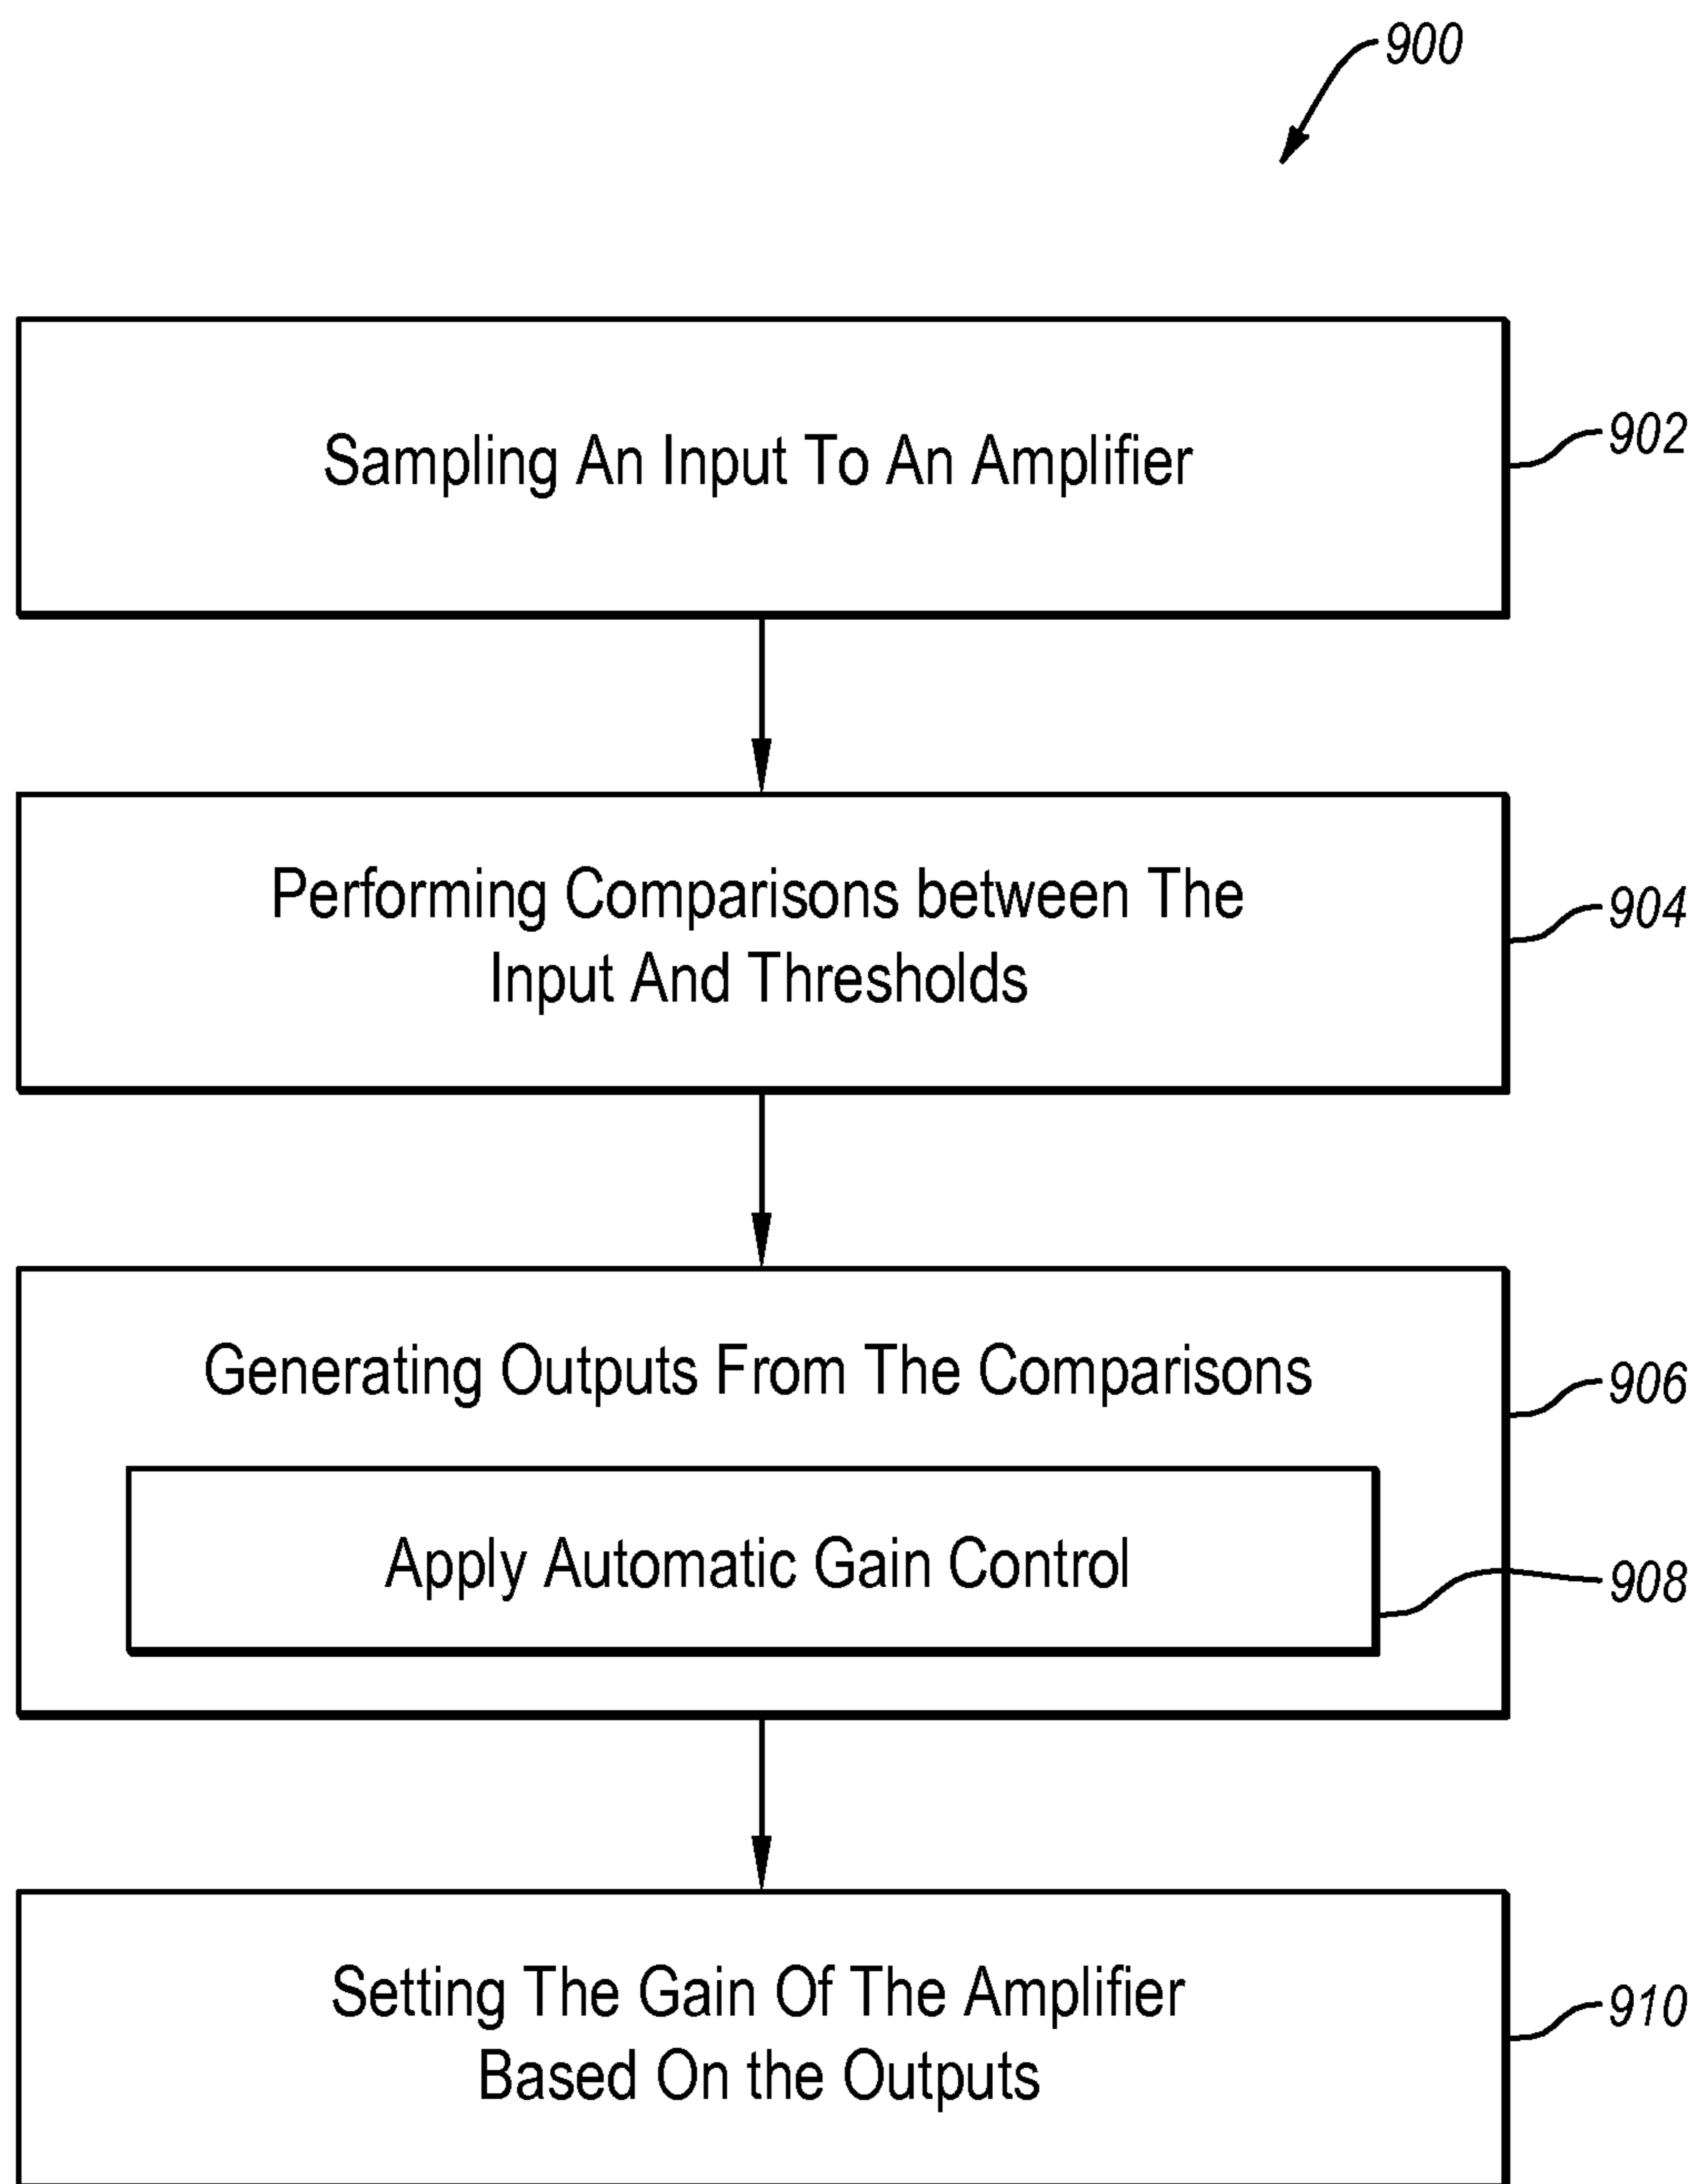 900
Sampling An Input To An Amplifier
902
Performing Comparisons between The
Input And Thresholds
904
Generating Outputs From The Comparisons
906
Apply Automatic Gain Control
908
Setting The Gain Of The Amplifier
Based On the Outputs
910